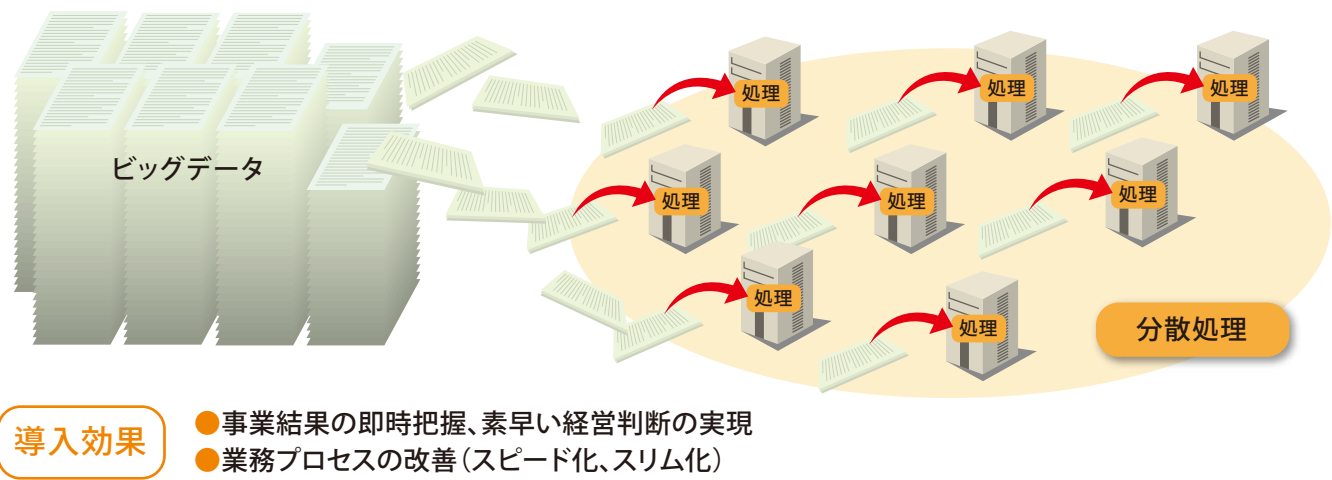 ビッグデータ
処理
処理
処理
処理
処理
処理
処理
処理
分散処理
導入効果
●事業結果の即時把握、素早い経営判断の実現
●業務プロセスの改善（スピード化、スリム化）